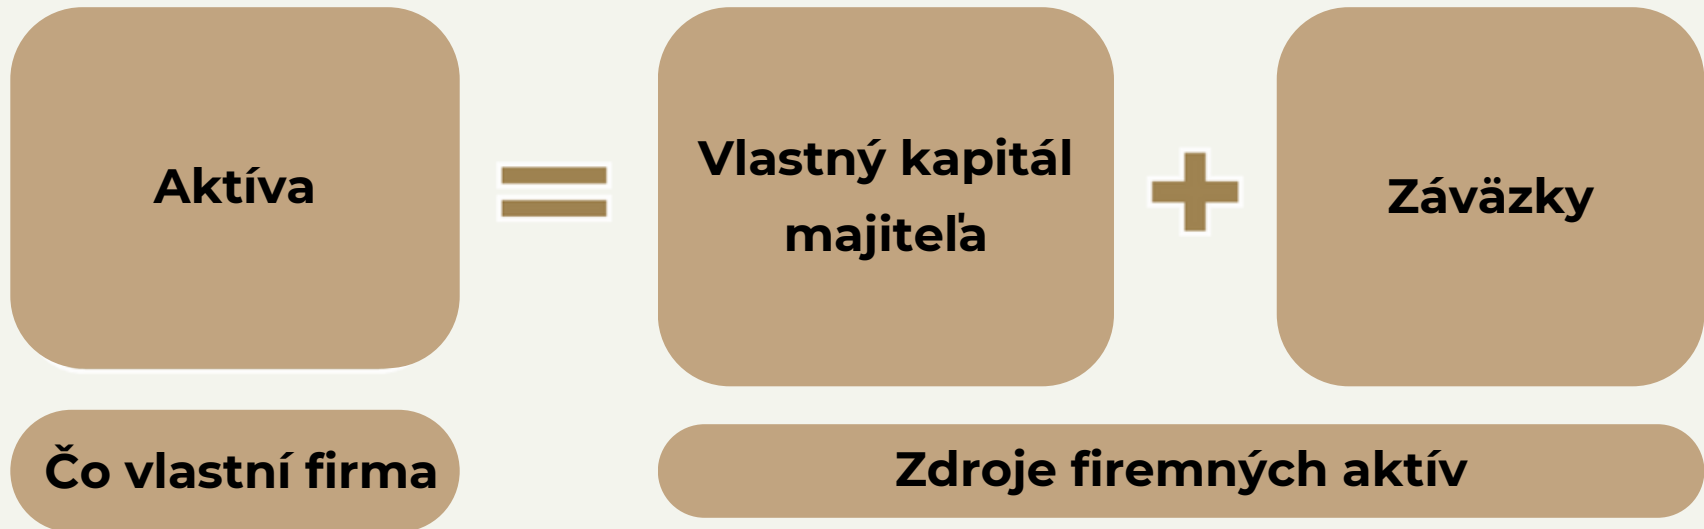 Aktíva
=
Vlastný kapitál
majiteľa
+
Záväzky
Čo vlastní firma
Zdroje firemných aktív